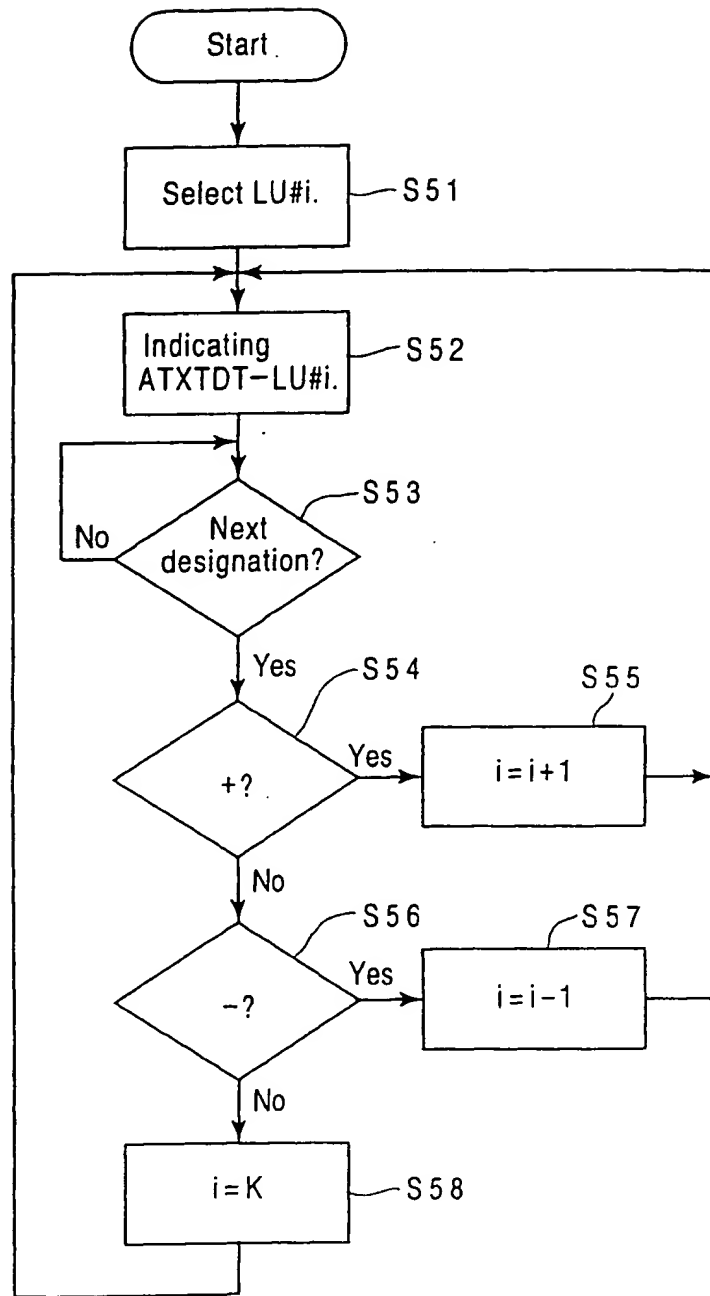 Start
Select LU#i.
S51
Indicating
ATXTDT-LU#i.
S52
S53
Next
designation?
No
Yes
S54
+?
Yes
S55
i=i+1
No
S56
-?
Yes
S57
i=i-1
No
i=K
S58